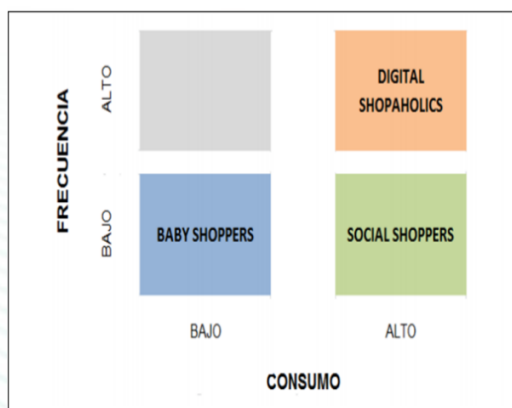 FRECUENCIA
ALTO
DIGITAL
SHOPAHOLICS
BAJO
BABY SHOPPERS
SOCIAL SHOPPERS
BAJO
ALTO
CONSUMO